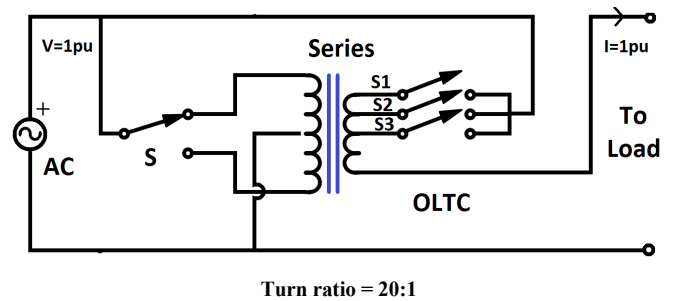 V=1pu
Series
I=1pu
S1
S2
S3
+
AC
S
To
Load
OLTC
Turn ratio = 20:1